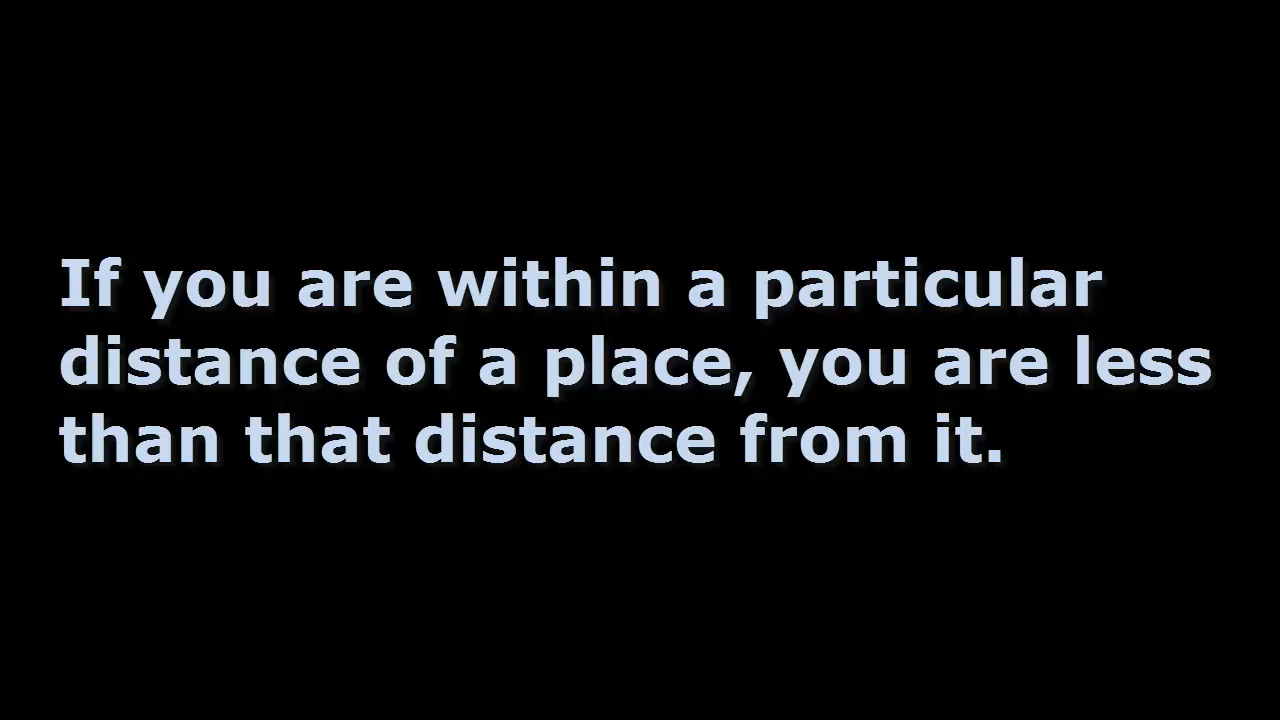 If you are within a particular
distance of a place, you are less
than that distance from it.